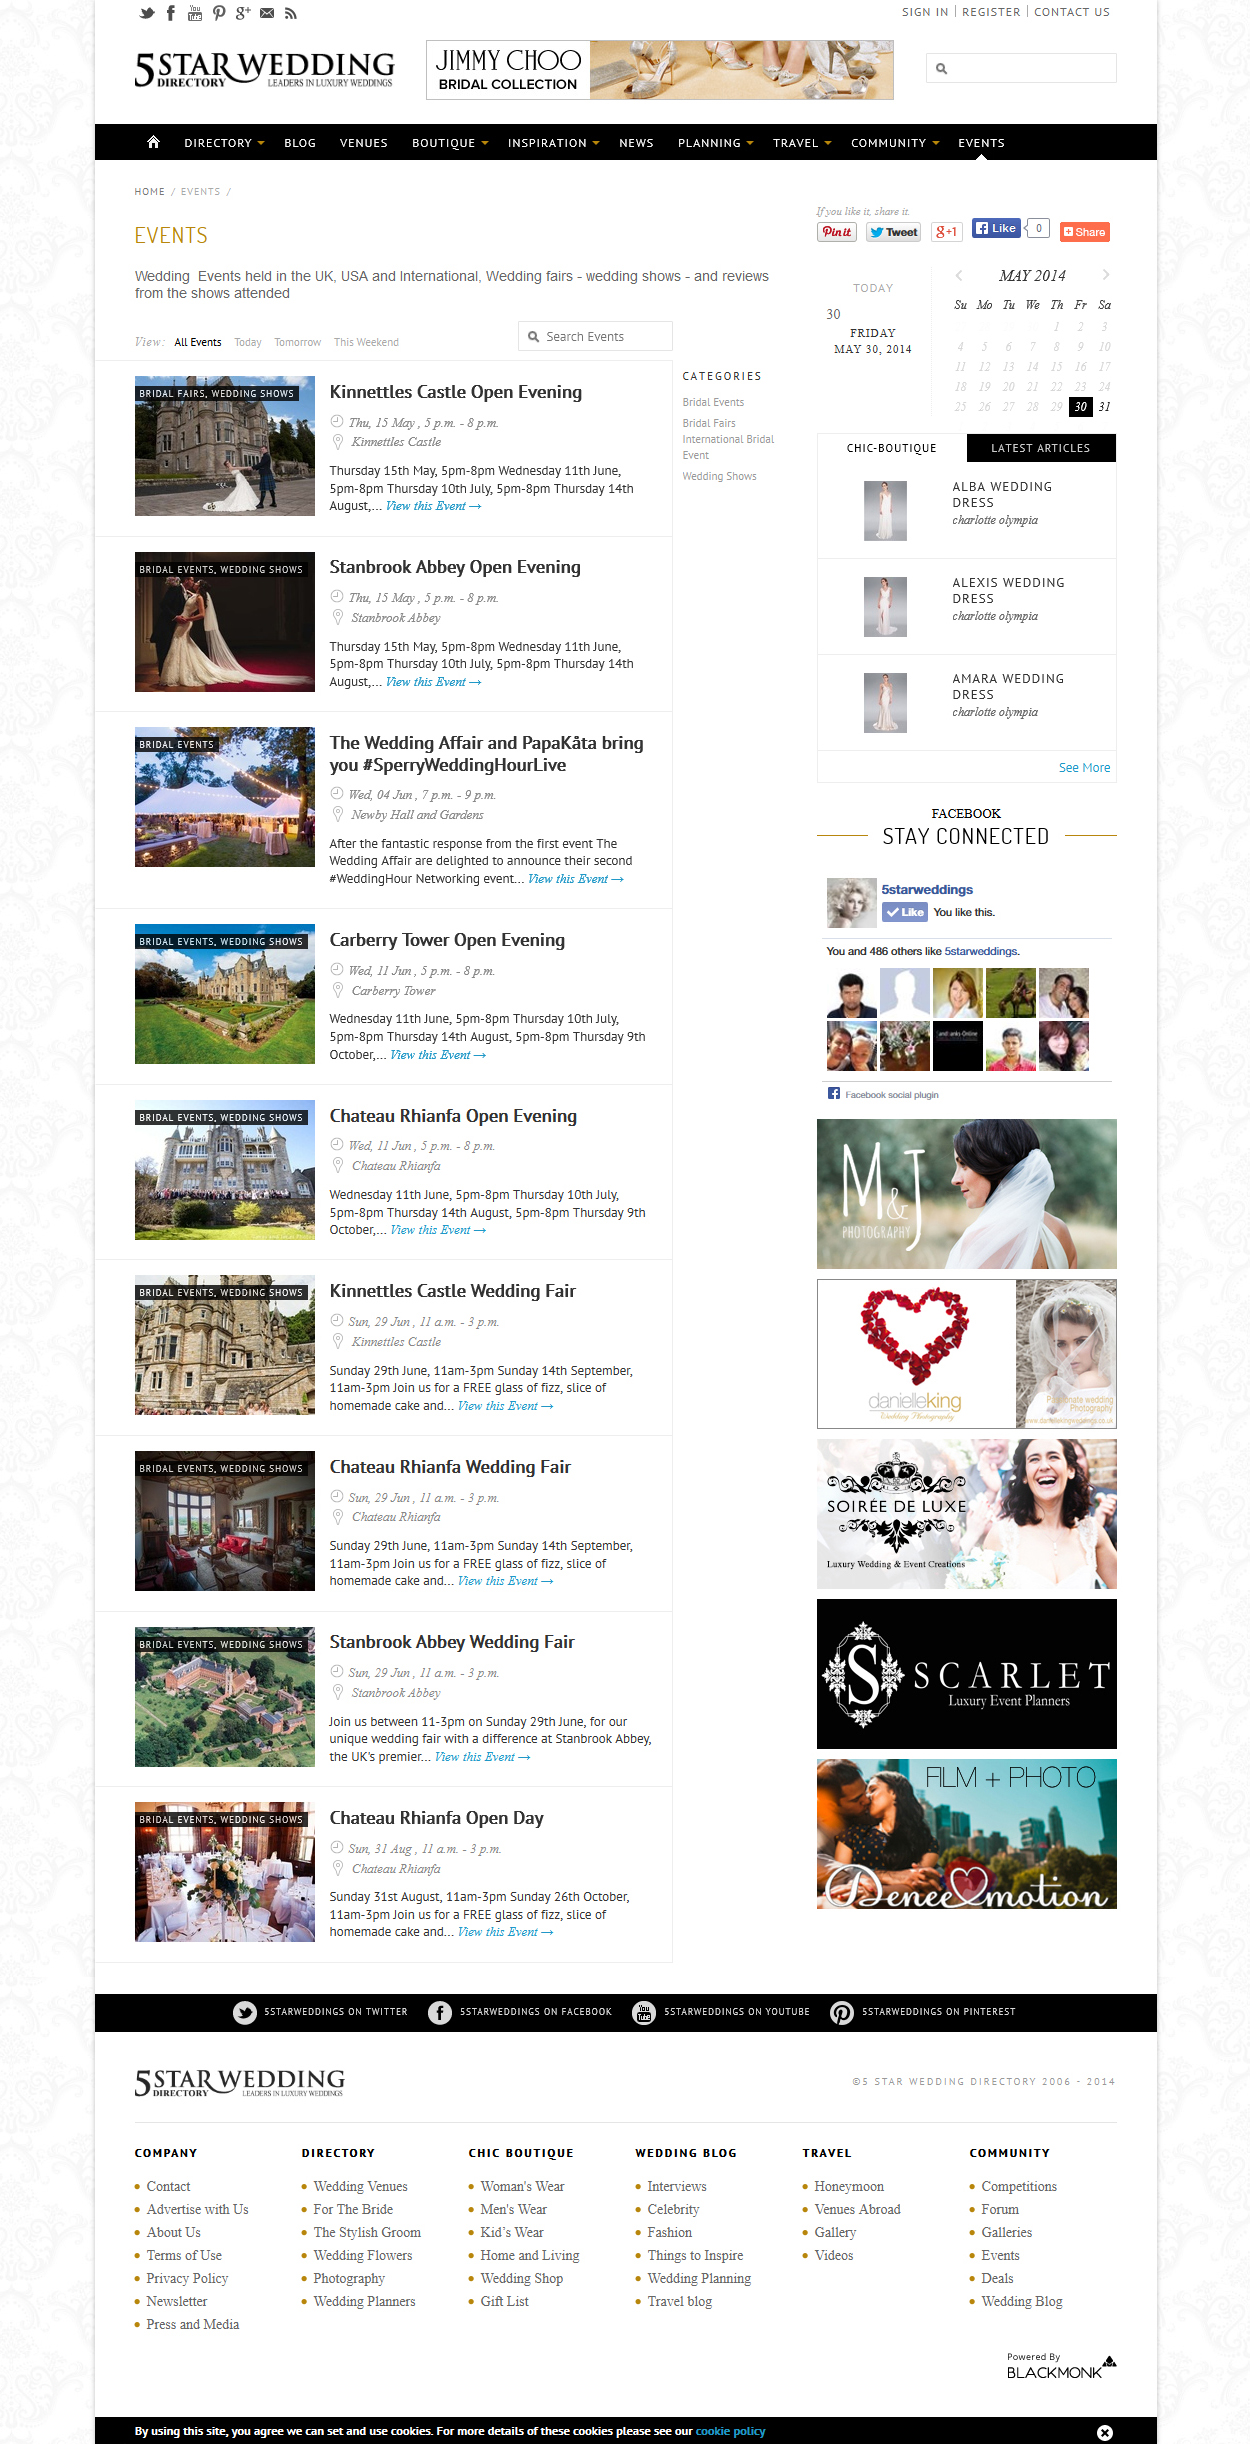 SIGN IN | REGISTER | CONTACT US
5 STAR WEDDING
DIRECTORY LEADERS IN LUXURY WEDDINGS
JIMMY CHOO
BRIDAL COLLECTION
DIRECTORY BLOG VENUES BOUTIQUE INSPIRATION NEWS PLANNING TRAVEL COMMUNITY EVENTS
HOME / EVENTS /
EVENTS
Wedding Events held in the UK, USA and International, Wedding fairs - wedding shows - and reviews
from the shows attended
View: All Events Today Tomorrow This Weekend
Search Events
BRIDAL FAIRS, WEDDING SHOWS
Kinnettles Castle Open Evening
Thu, 15 May , 5 p.m. - 8 p.m.
Kinnettles Castle
Thursday 15th May, 5pm-8pm Wednesday 11th June,
5pm-8pm Thursday 10th July, 5pm-8pm Thursday 14th
August,... View this Event →
BRIDAL EVENTS, WEDDING SHOWS
Stanbrook Abbey Open Evening
Thu, 15 May , 5 p.m. - 8 p.m.
Stanbrook Abbey
Thursday 15th May, 5pm-8pm Wednesday 11th June,
5pm-8pm Thursday 10th July, 5pm-8pm Thursday 14th
August,... View this Event →
BRIDAL EVENTS
The Wedding Affair and PapaKåta bring
you #SperryWeddingHourLive
Wed, 04 Jun , 7 p.m. - 9 p.m.
Newby Hall and Gardens
After the fantastic response from the first event The
Wedding Affair are delighted to announce their second
#WeddingHour Networking event... View this Event →
BRIDAL EVENTS, WEDDING SHOWS
Carberry Tower Open Evening
Wed, 11 Jun , 5 p.m. - 8 p.m.
Carberry Tower
Wednesday 11th June, 5pm-8pm Thursday 10th July,
5pm-8pm Thursday 14th August, 5pm-8pm Thursday 9th
October,... View this Event →
BRIDAL EVENTS, WEDDING SHOWS
Chateau Rhianfa Open Evening
Wed, 11 Jun , 5 p.m. - 8 p.m.
Chateau Rhianfa
Wednesday 11th June, 5pm-8pm Thursday 10th July,
5pm-8pm Thursday 14th August, 5pm-8pm Thursday 9th
October,... View this Event →
BRIDAL EVENTS, WEDDING SHOWS
Kinnettles Castle Wedding Fair
Sun, 29 Jun , 11 a.m. - 3 p.m.
Kinnettles Castle
Sunday 29th June, 11am-3pm Sunday 14th September,
11am-3pm Join us for a FREE glass of fizz, slice of
homemade cake and... View this Event →
BRIDAL EVENTS, WEDDING SHOWS
Chateau Rhianfa Wedding Fair
Sun, 29 Jun , 11 a.m. - 3 p.m.
Chateau Rhianfa
Sunday 29th June, 11am-3pm Sunday 14th September,
11am-3pm Join us for a FREE glass of fizz, slice of
homemade cake and... View this Event →
BRIDAL EVENTS, WEDDING SHOWS
Stanbrook Abbey Wedding Fair
Sun, 29 Jun , 11 a.m. - 3 p.m.
Stanbrook Abbey
Join us between 11-3pm on Sunday 29th June, for our
unique wedding fair with a difference at Stanbrook Abbey,
the UK's premier... View this Event →
BRIDAL EVENTS, WEDDING SHOWS
Chateau Rhianfa Open Day
Sun, 31 Aug , 11 a.m. - 3 p.m.
Chateau Rhianfa
Sunday 31st August, 11am-3pm Sunday 26th October,
11am-3pm Join us for a FREE glass of fizz, slice of
homemade cake and... View this Event →
CATEGORIES
Bridal Events
Bridal Fairs
International Bridal
Event
Wedding Shows
If you like it, share it.
Pin it Tweet g+1 Like 0 Share
TODAY
30
FRIDAY
MAY 30, 2014
MAY 2014
Su Mo Tu We Th Fr Sa
1 2 3
4 5 6 7 8 9 10
11 12 13 14 15 16 17
18 19 20 21 22 23 24
25 26 27 28 29 30 31
CHIC-BOUTIQUE LATEST ARTICLES
ALBA WEDDING
DRESS
charlotte olympia
ALEXIS WEDDING
DRESS
charlotte olympia
AMARA WEDDING
DRESS
charlotte olympia
See More
FACEBOOK
STAY CONNECTED
5starweddings
Like You like this.
You and 486 others like 5starweddings.
Facebook social plugin
M&J
PHOTOGRAPHY
danielleking
Wedding Photography
Passionate wedding
Photography
www.daniellekingweddings.co.uk
SOIRÉE DE LUXE
Luxury Wedding & Event Creations
S SCARLET
Luxury Event Planners
FILM + PHOTO
Denee motion
5STARWEDDINGS ON TWITTER 5STARWEDDINGS ON FACEBOOK 5STARWEDDINGS ON YOUTUBE 5STARWEDDINGS ON PINTEREST
5 STAR WEDDING
DIRECTORY LEADERS IN LUXURY WEDDINGS
©5 STAR WEDDING DIRECTORY 2006 - 2014
COMPANY
Contact
Advertise with Us
About Us
Terms of Use
Privacy Policy
Newsletter
Press and Media
DIRECTORY
Wedding Venues
For The Bride
The Stylish Groom
Wedding Flowers
Photography
Wedding Planners
CHIC BOUTIQUE
Woman's Wear
Men's Wear
Kid's Wear
Home and Living
Wedding Shop
Gift List
WEDDING BLOG
Interviews
Celebrity
Fashion
Things to Inspire
Wedding Planning
Travel blog
TRAVEL
Honeymoon
Venues Abroad
Gallery
Videos
COMMUNITY
Competitions
Forum
Galleries
Events
Deals
Wedding Blog
Powered By
BLACKMONK
By using this site, you agree we can set and use cookies. For more details of these cookies please see our cookie policy